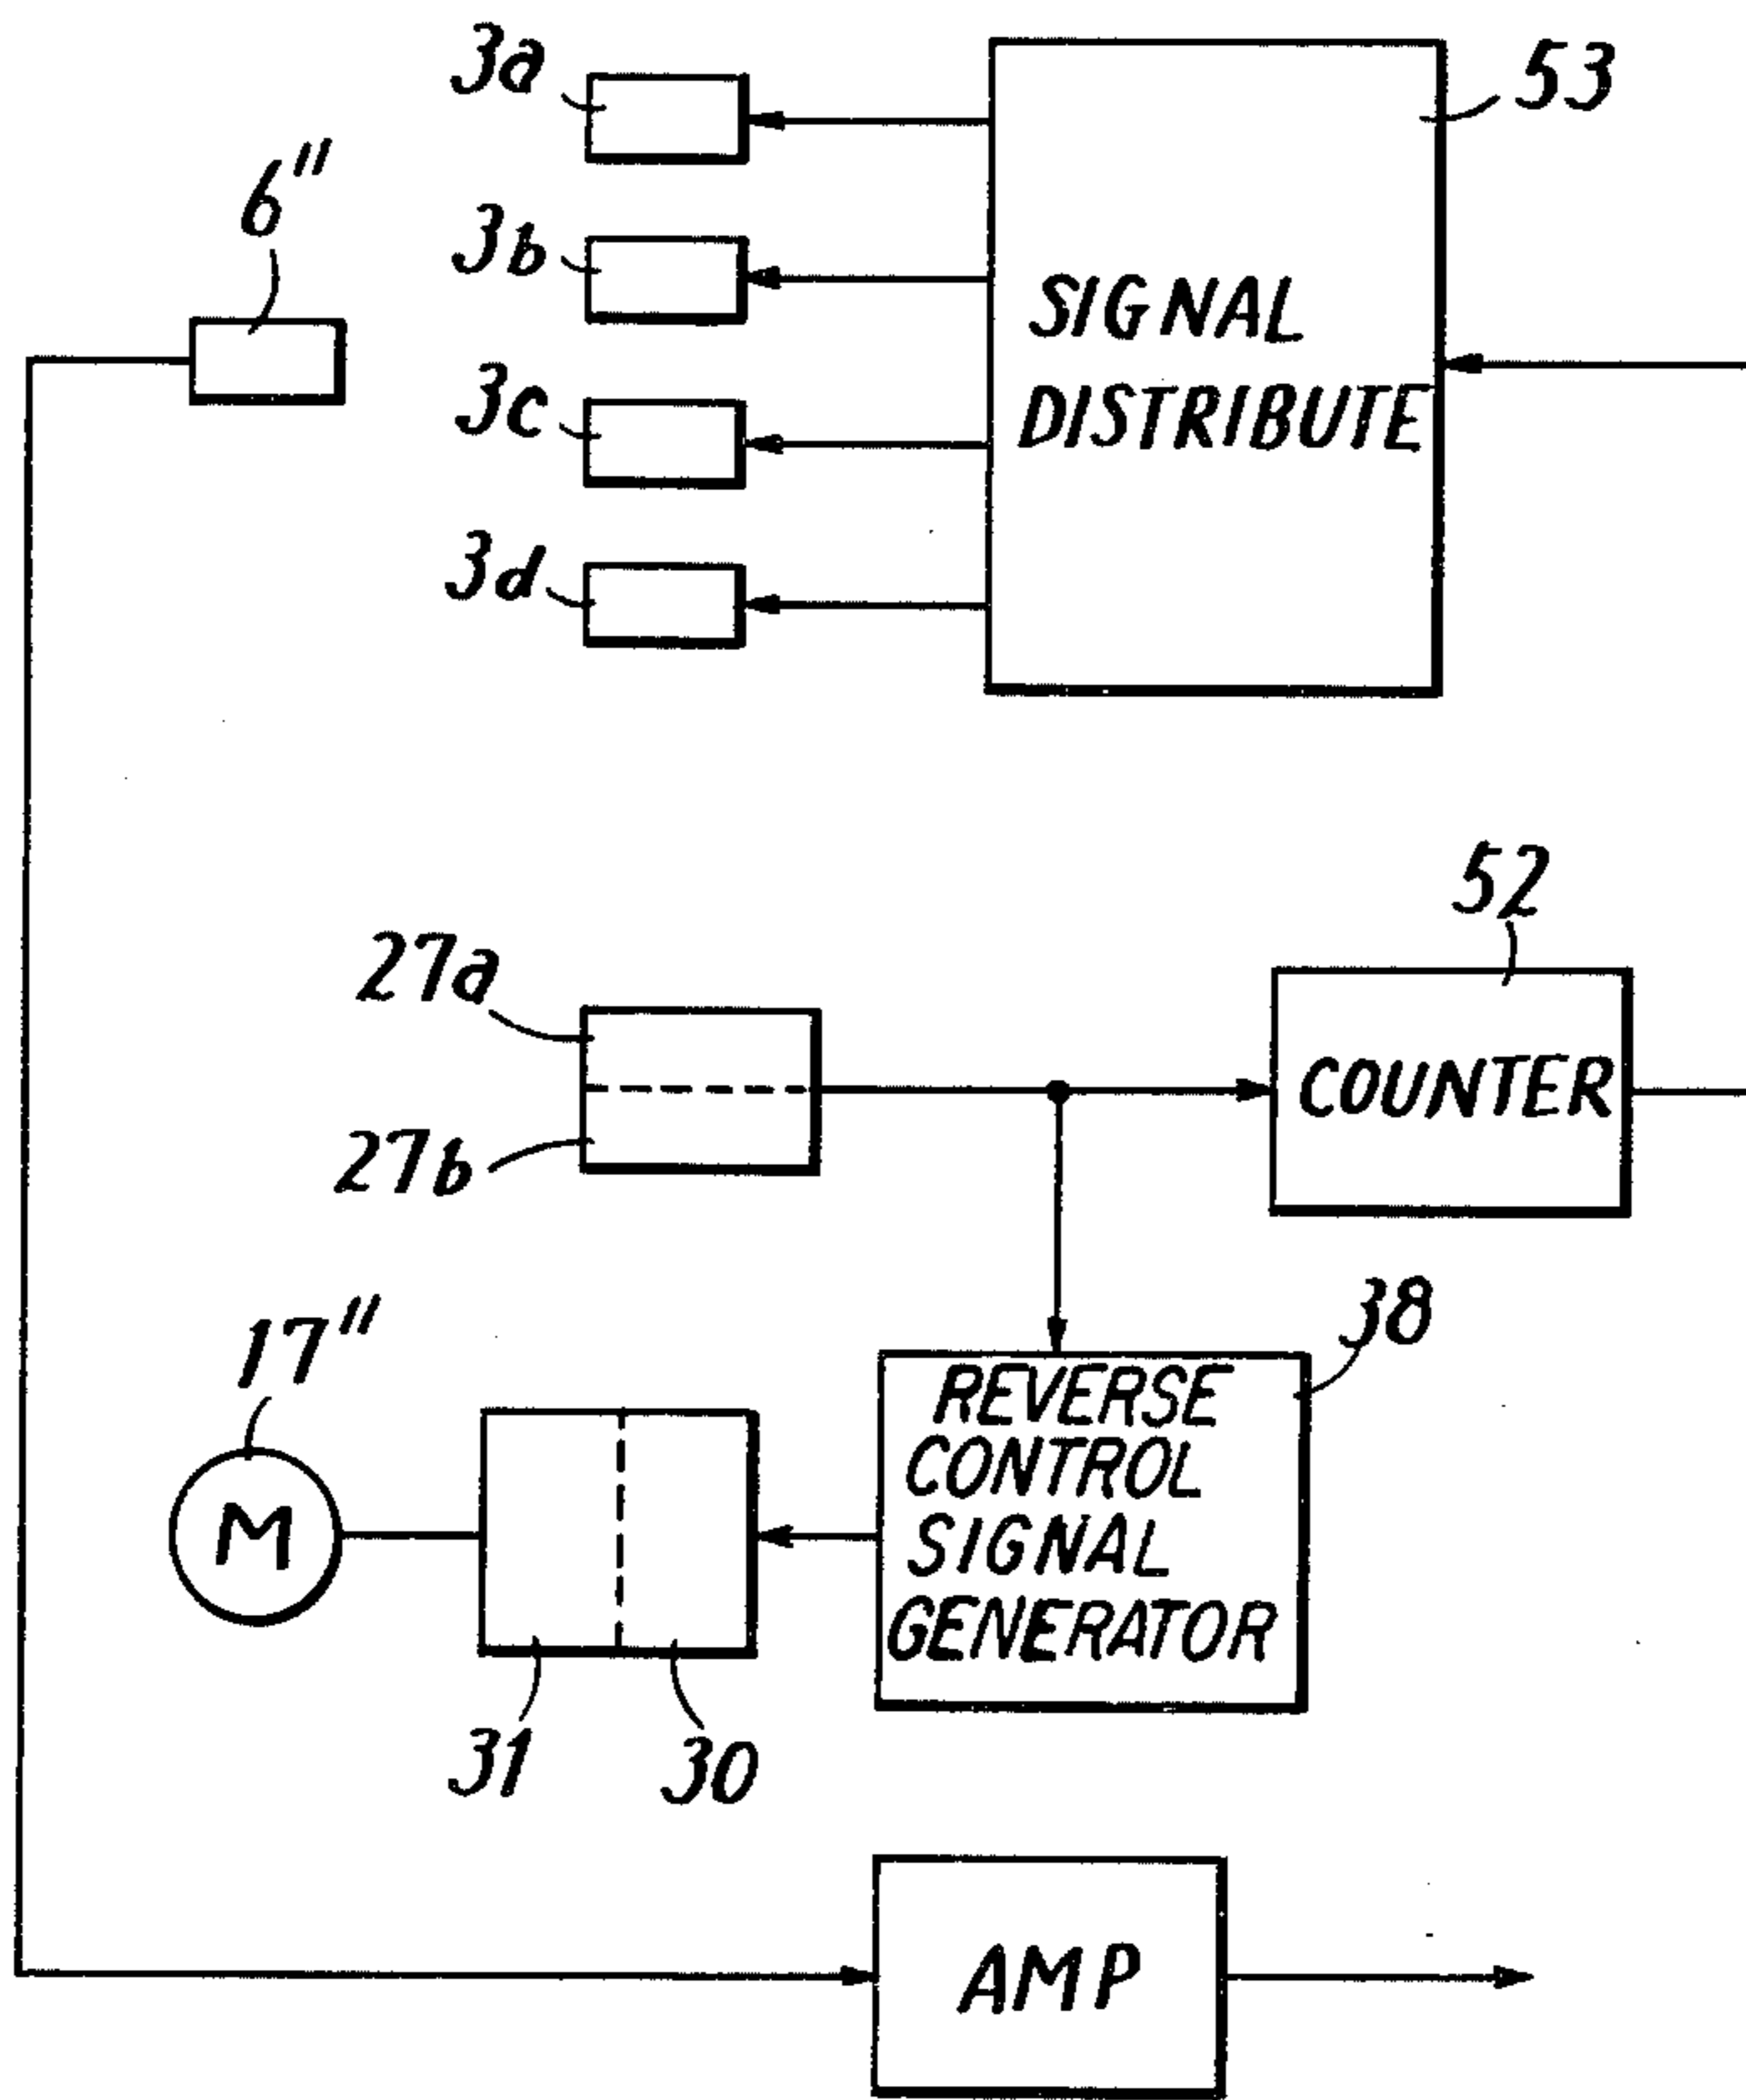 3a
53
6"
3b
SIGNAL
DISTRIBUTE
3c
3d
52
27a
COUNTER
27b
38
17"
REVERSE
CONTROL
SIGNAL
GENERATOR
M
31
30
AMP